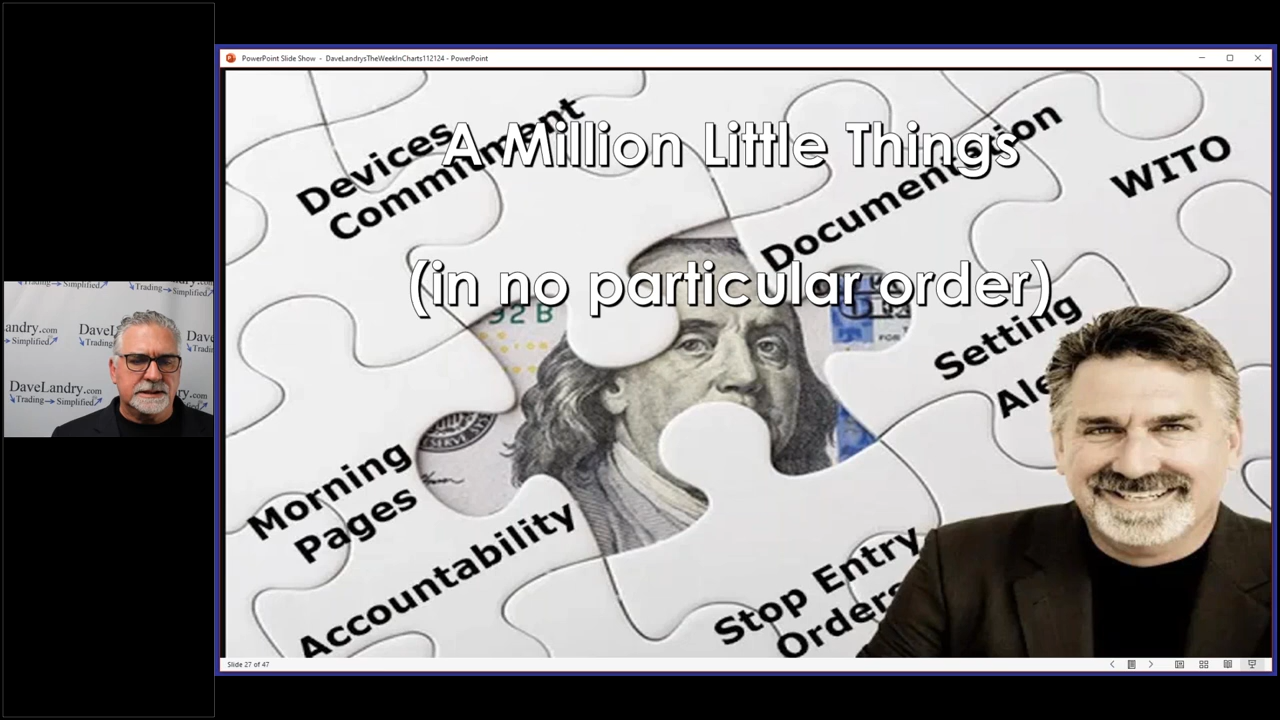 PowerPoint Slide Show - DaveLandrysTheWeekInCharts112124 - PowerPoint
A Million Little Things
(in no particular order)
Devices
Commitment
Documentation
WITO
92 B
Setting
Morning
Pages
Accountability
Stop Entry
Orders
DaveLandry.com
Trading Simplified
Slide 27 of 47